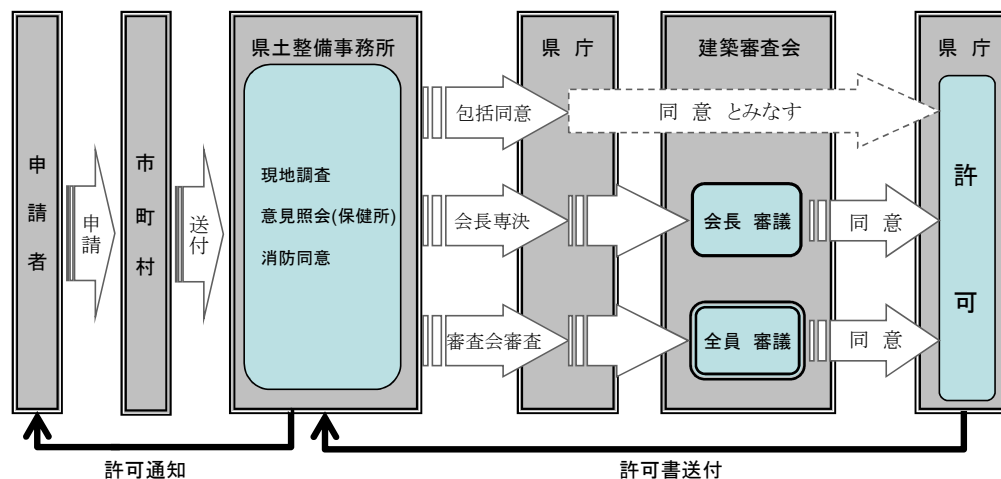 申請者
申請
市町村
送付
県土整備事務所
現地調査
意見照会(保健所)
消防同意
包括同意
会長専決
審査会審査
県 庁
建築審査会
同 意 とみなす
会長 審議
全員 審議
同 意
同 意
県 庁
許可
許可通知
許可書送付